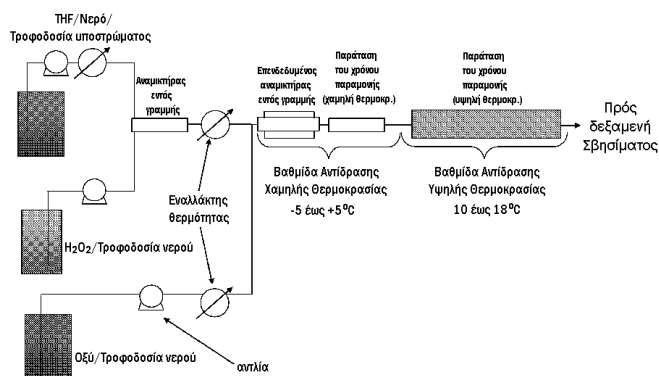 THF/Νερό/
Τροφοδοσία υποστρώματος
Αναμικτήρας
εντός
γραμμής
Επενδεδυμένος
αναμικτήρας
εντός γραμμής
Παράταση
του χρόνου
παραμονής
(χαμηλή θερμοκρ.)
Παράταση
του χρόνου
παραμονής
(υψηλή θερμοκρ.)
Πρός
δεξαμενή
Σβησίματος
Βαθμίδα Αντίδρασης
Χαμηλής Θερμοκρασίας
-5 έως +5⁰C
Βαθμίδα Αντίδρασης
Υψηλής Θερμοκρασίας
10 έως 18⁰C
Εναλλάκτης
θερμότητας
H₂O₂/Τροφοδοσία νερού
Οξύ/Τροφοδοσία νερού
αντλία